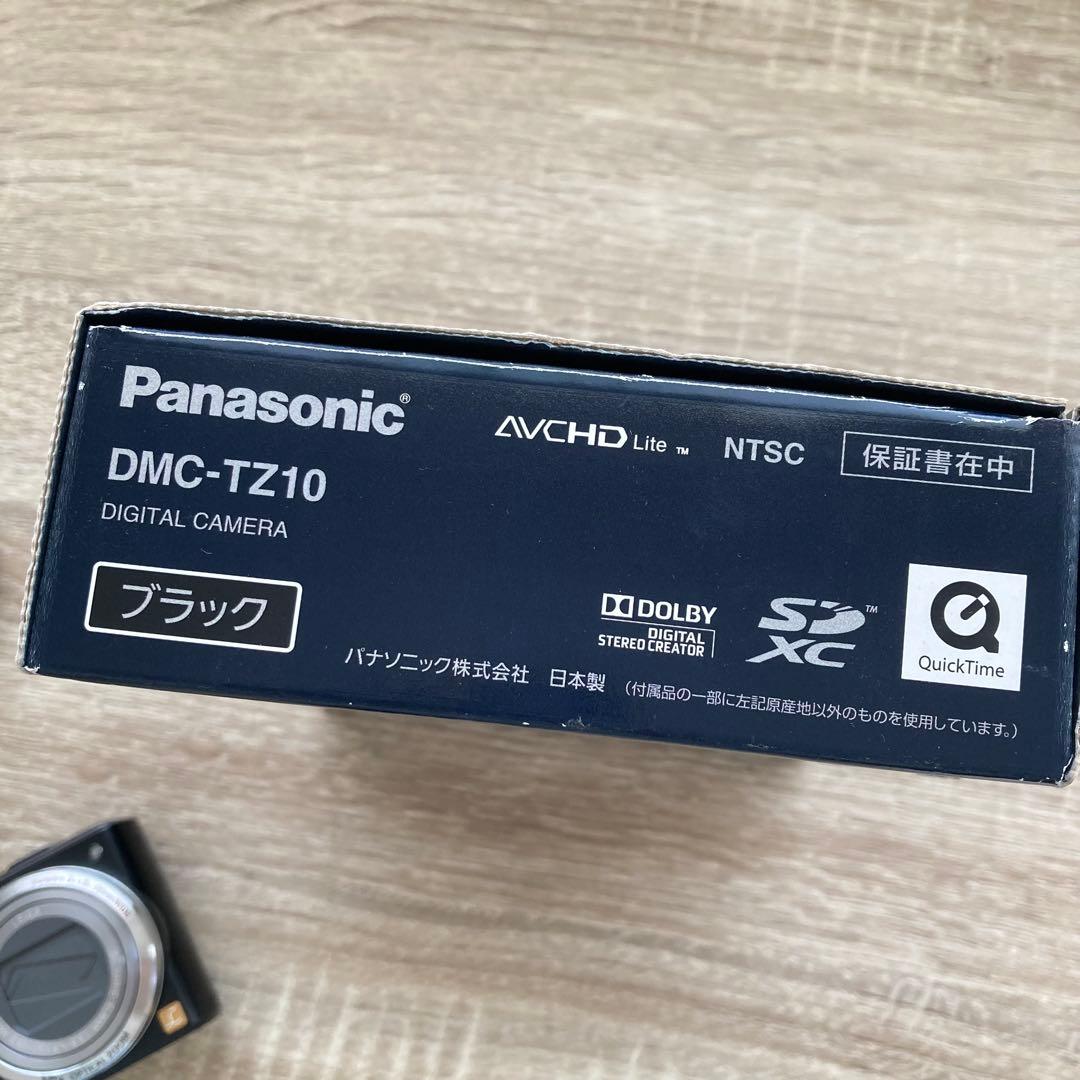 Panasonic®
AVCHD Lite ™
NTSC
保証書在中
DMC-TZ10
DIGITAL CAMERA
ブラック
DOLBY
DIGITAL
STEREO CREATOR
SD™
XC
QuickTime
パナソニック株式会社 日本製 (付属品の一部に左記原産地以外のものを使用しています。)